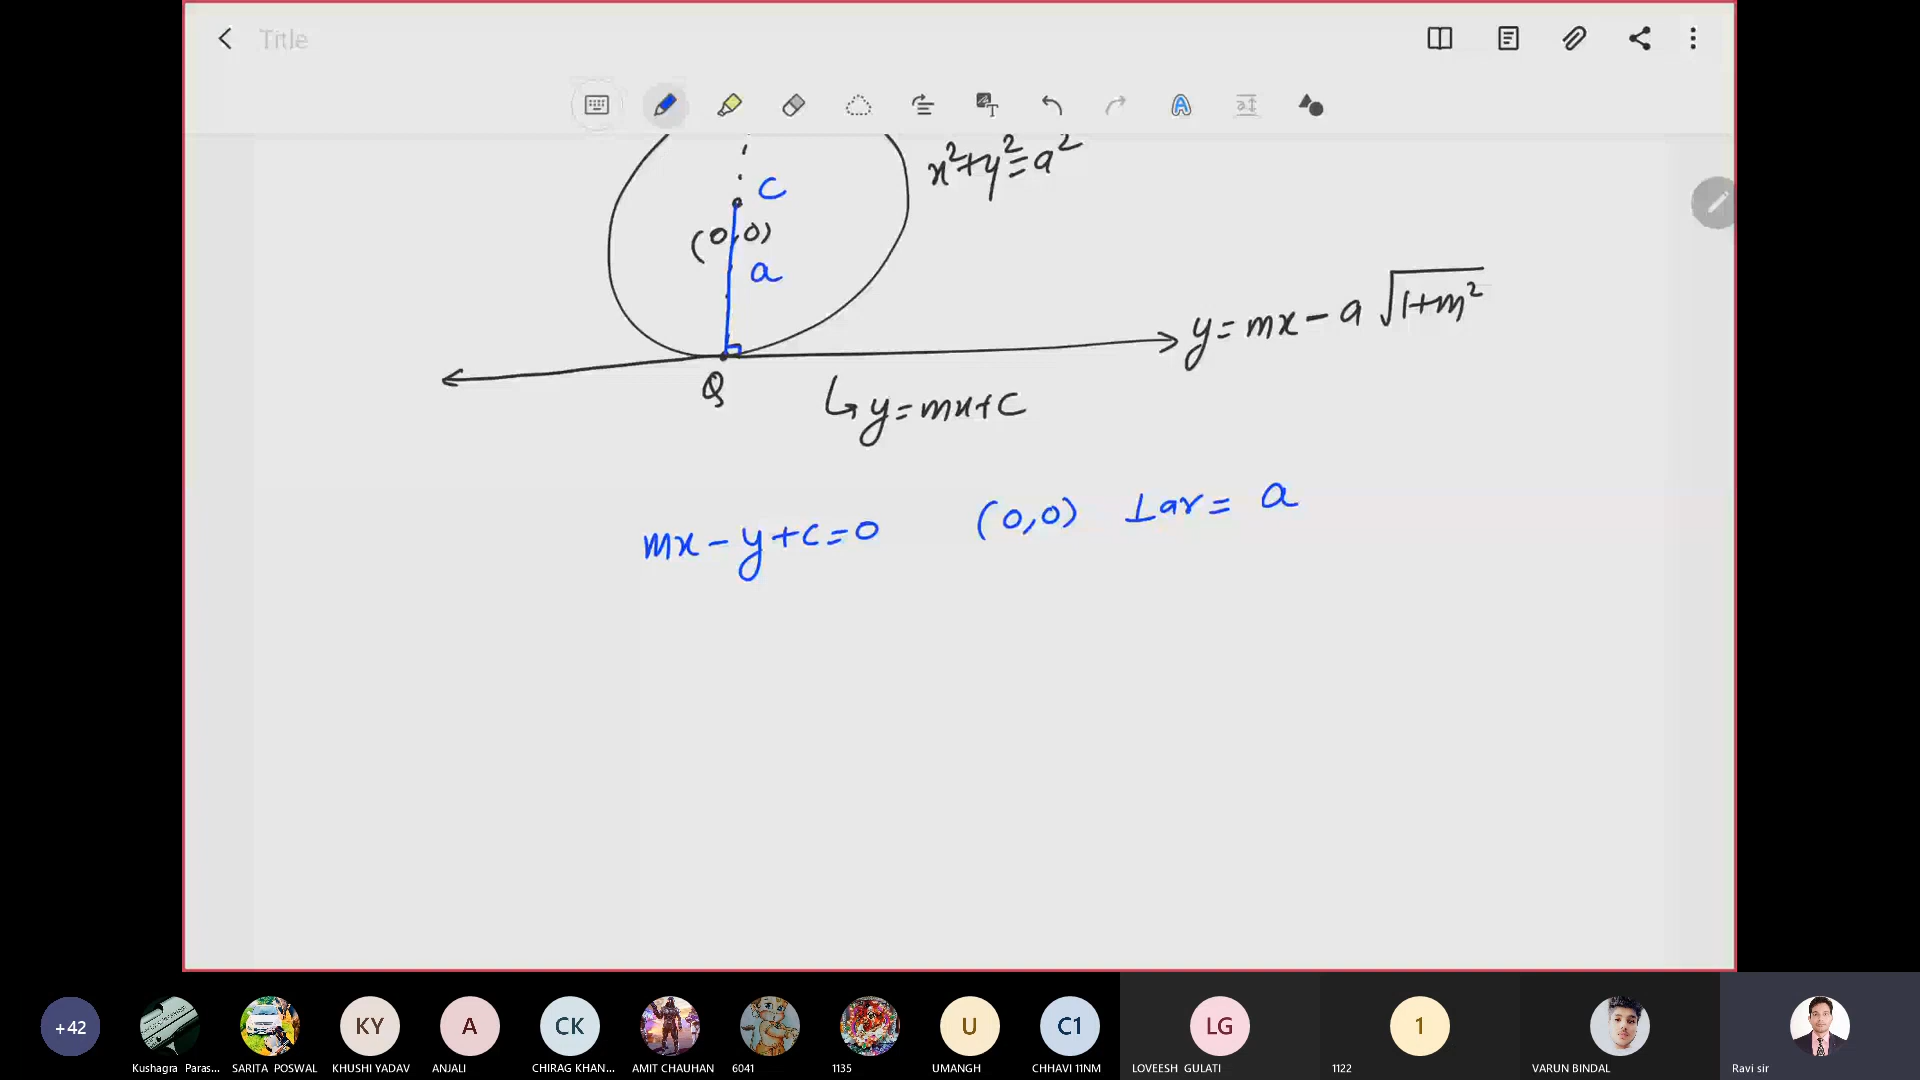 Title
x²+y²=a²
C
(0,0)
a
y=mx-a√1+m²
Q
y=mx+c
mx-y+c=0 (0,0) ⊥ar= a
+42 KY A CK U C1 LG 1
Kushagra Paras... SARITA POSWAL KHUSHI YADAV ANJALI CHIRAG KHAN... AMIT CHAUHAN 6041 1135 UMANGH CHHAVI 11NM LOVEESH GULATI 1122 VARUN BINDAL Ravi sir